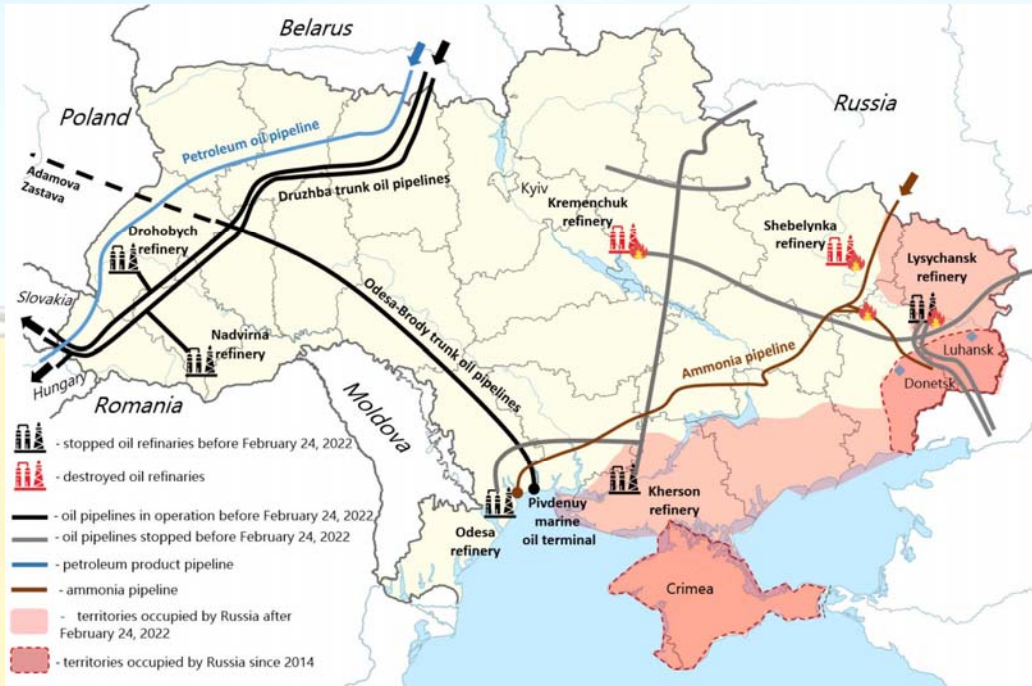 Belarus
Poland
Russia
Petroleum oil pipeline
Adamova
Zastava
Druzhba trunk oil pipelines
Kyiv
Kremenchuk
refinery
Shebelynka
refinery
Drohobych
refinery
Lysychansk
refinery
Slovakia
Odesa-Brody trunk oil pipelines
Nadvirna
refinery
Ammonia pipeline
Luhansk
Hungary
Donetsk
Romania
Moldova
Kherson
refinery
Pivdenuy
marine
oil terminal
Odesa
refinery
Crimea
- stopped oil refinaries before February 24, 2022
- destroyed oil refinaries
- oil pipelines in operation before February 24, 2022
- oil pipelines stopped before February 24, 2022
- petroleum product pipeline
- ammonia pipeline
- territories occupied by Russia after
February 24, 2022
- territories occupied by Russia since 2014